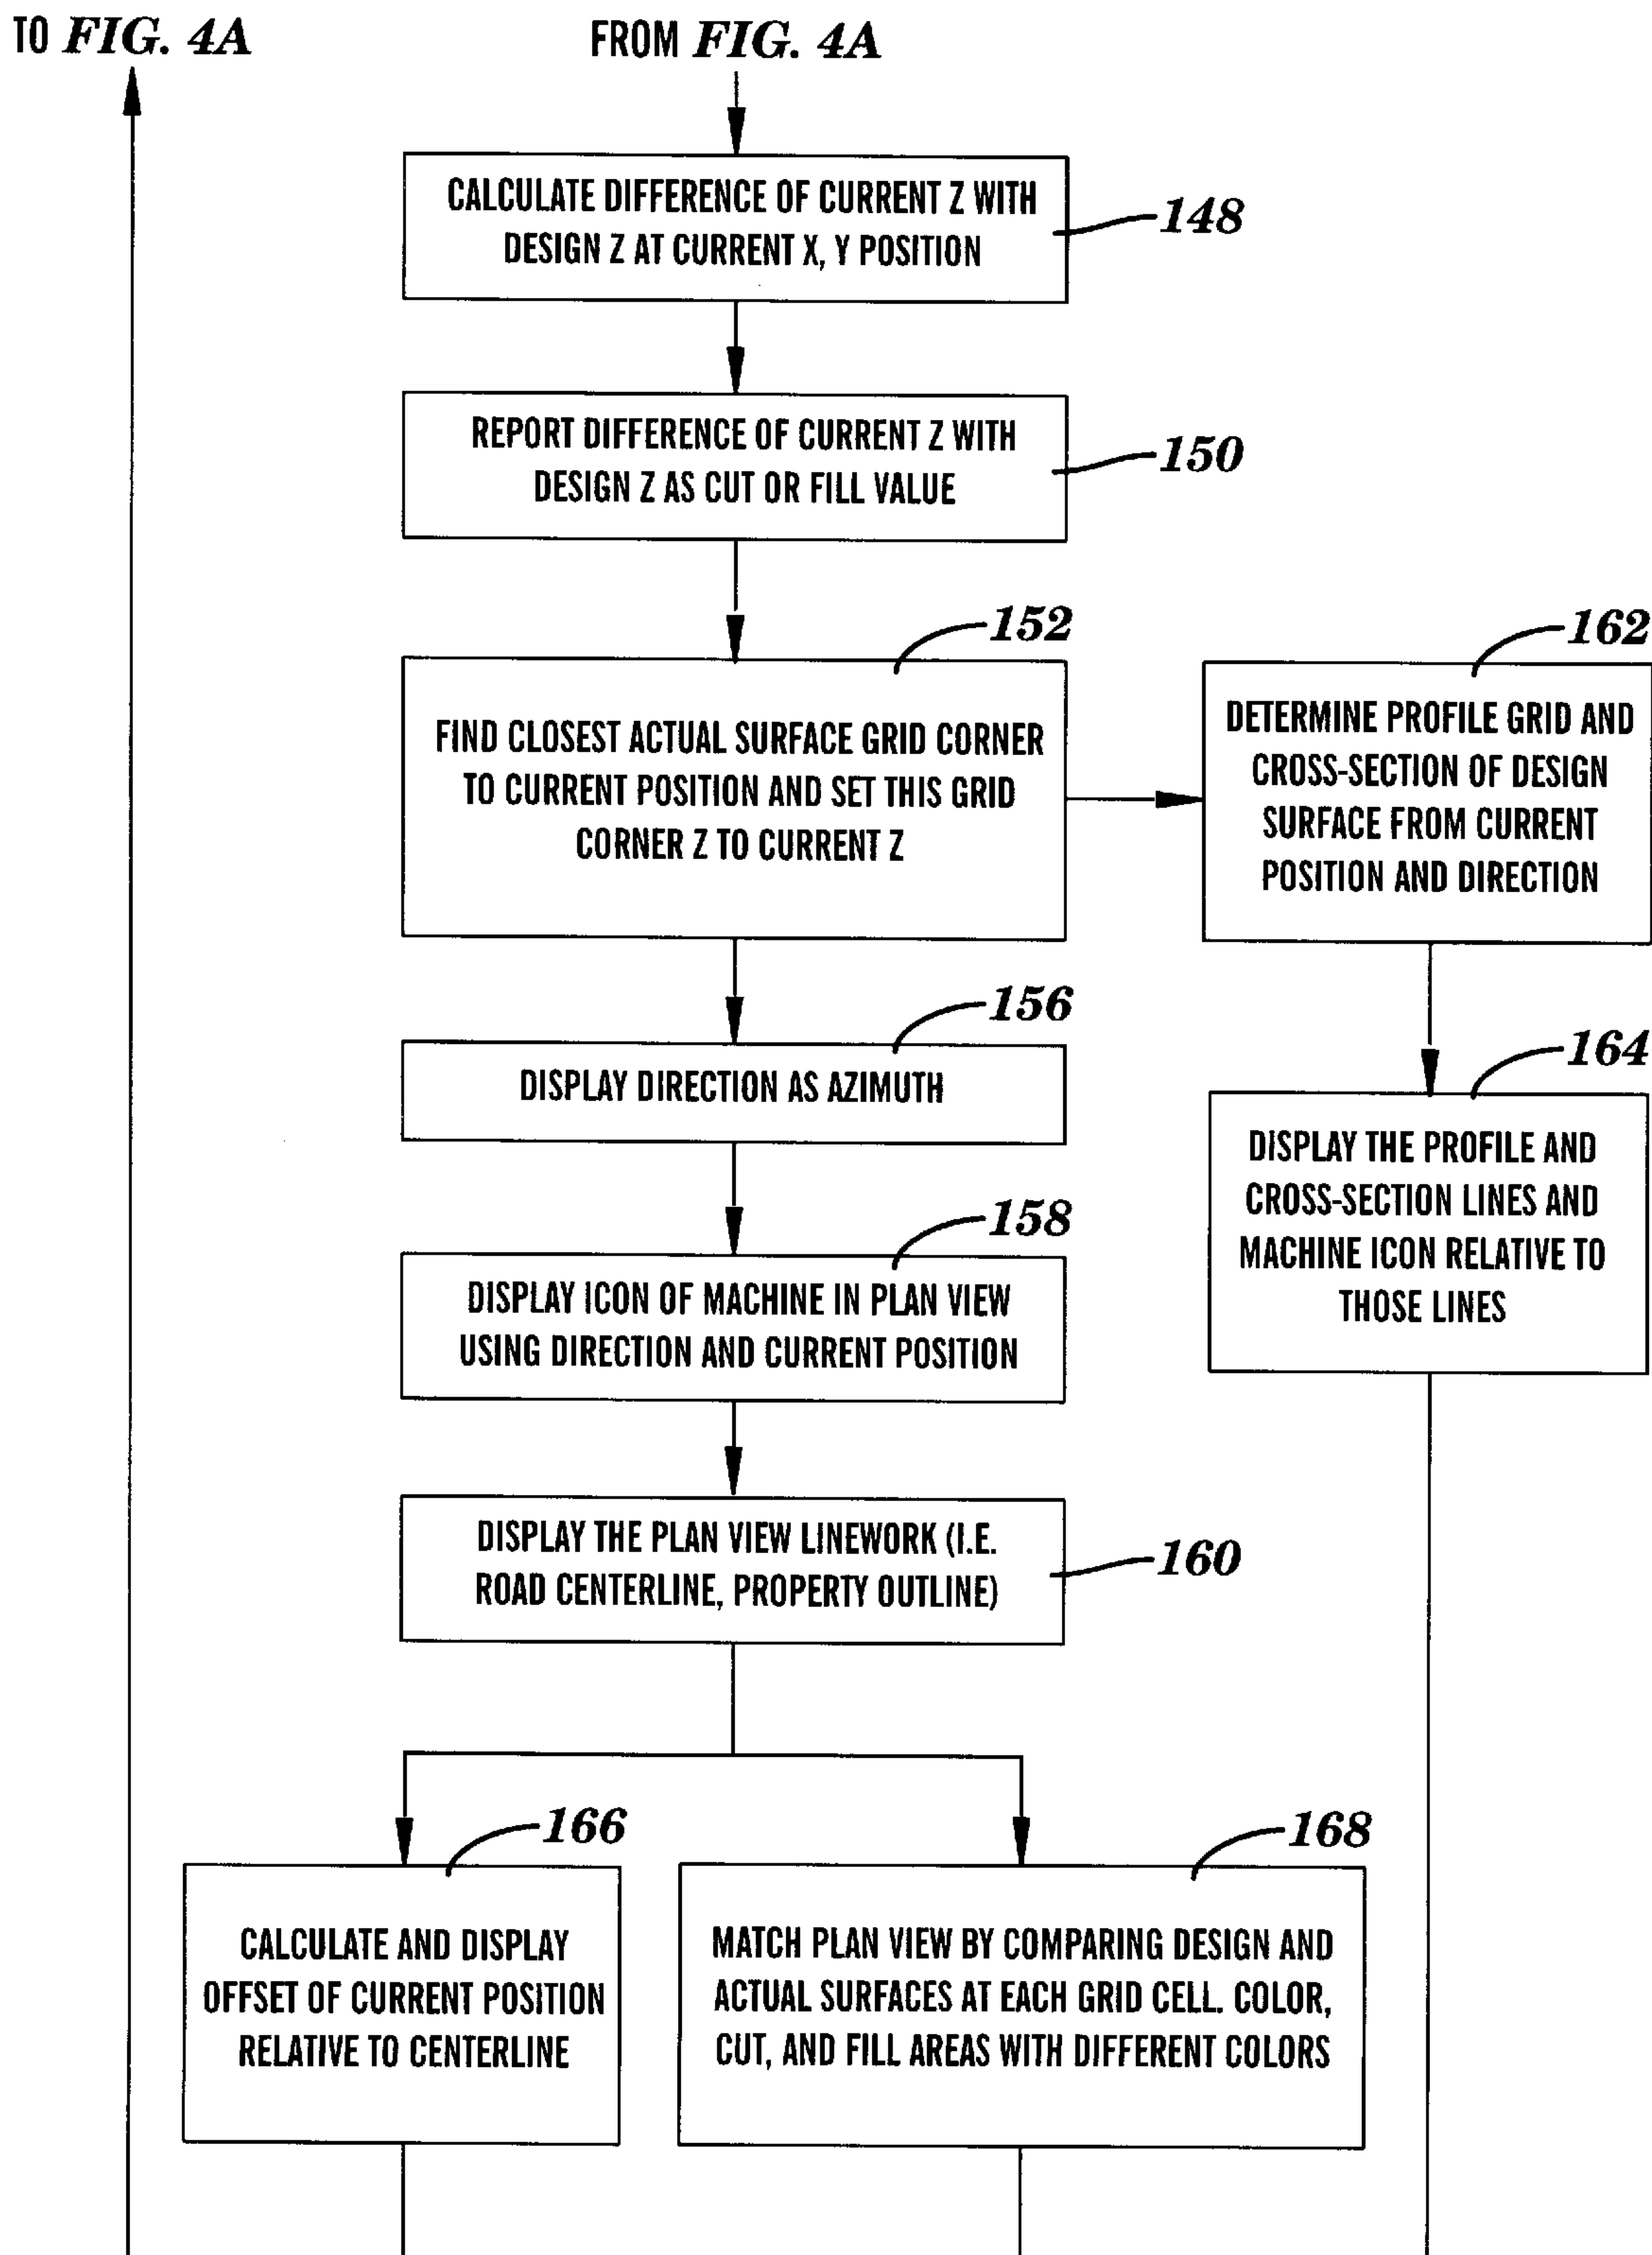 TO FIG. 4A
FROM FIG. 4A
CALCULATE DIFFERENCE OF CURRENT Z WITH
DESIGN Z AT CURRENT X, Y POSITION
148
REPORT DIFFERENCE OF CURRENT Z WITH
DESIGN Z AS CUT OR FILL VALUE
150
152
FIND CLOSEST ACTUAL SURFACE GRID CORNER
TO CURRENT POSITION AND SET THIS GRID
CORNER Z TO CURRENT Z
162
DETERMINE PROFILE GRID AND
CROSS-SECTION OF DESIGN
SURFACE FROM CURRENT
POSITION AND DIRECTION
156
DISPLAY DIRECTION AS AZIMUTH
164
DISPLAY THE PROFILE AND
CROSS-SECTION LINES AND
MACHINE ICON RELATIVE TO
THOSE LINES
158
DISPLAY ICON OF MACHINE IN PLAN VIEW
USING DIRECTION AND CURRENT POSITION
DISPLAY THE PLAN VIEW LINEWORK (I.E.
ROAD CENTERLINE, PROPERTY OUTLINE)
160
166
CALCULATE AND DISPLAY
OFFSET OF CURRENT POSITION
RELATIVE TO CENTERLINE
168
MATCH PLAN VIEW BY COMPARING DESIGN AND
ACTUAL SURFACES AT EACH GRID CELL. COLOR,
CUT, AND FILL AREAS WITH DIFFERENT COLORS